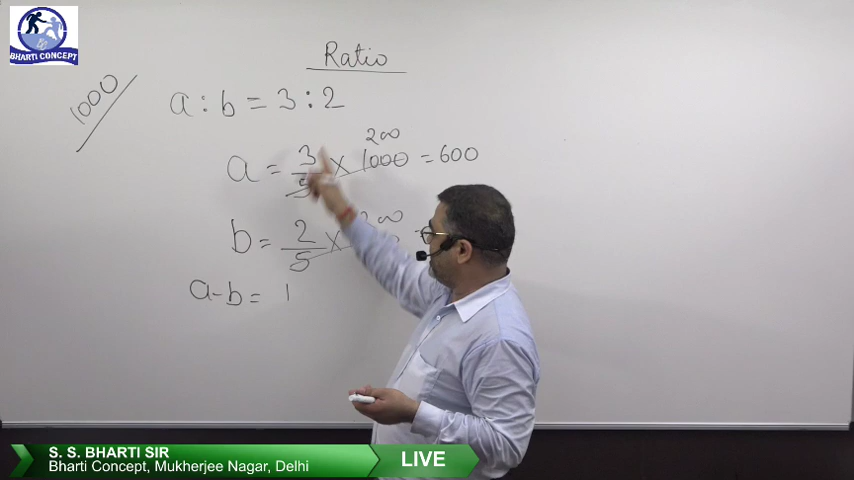 BHARTI CONCEPT
Ratio
1000
a : b = 3 : 2
200
a = 3/5 × 1000 = 600
b = 2/5 ×
a - b = 1
S. S. BHARTI SIR
Bharti Concept, Mukherjee Nagar, Delhi
LIVE